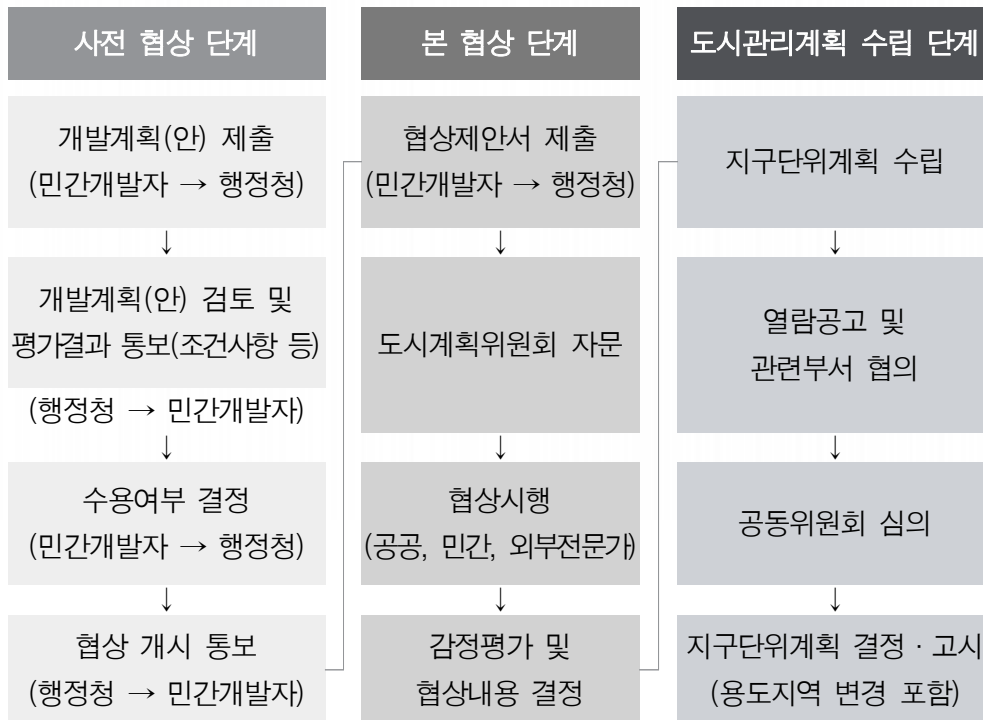 사전 협상 단계
개발계획(안) 제출
(민간개발자 → 행정청)
↓
개발계획(안) 검토 및
평가결과 통보(조건사항 등)
(행정청 → 민간개발자)
↓
수용여부 결정
(민간개발자 → 행정청)
↓
협상 개시 통보
(행정청 → 민간개발자)
본 협상 단계
협상제안서 제출
(민간개발자 → 행정청)
↓
도시계획위원회 자문
↓
협상시행
(공공, 민간, 외부전문가)
↓
감정평가 및
협상내용 결정
도시관리계획 수립 단계
지구단위계획 수립
↓
열람공고 및
관련부서 협의
↓
공동위원회 심의
↓
지구단위계획 결정 · 고시
(용도지역 변경 포함)